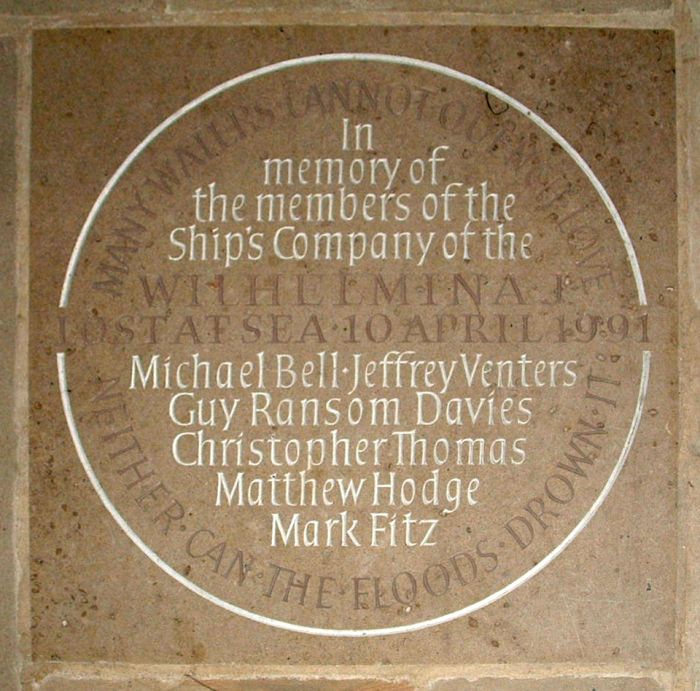 MANY WATERS · CANNOT QUENCH LOVE
In
memory of
the members of the
Ship's Company of the
WILHELMINA J
LOST AT SEA · 10 APRIL 1991
Michael Bell · Jeffrey Venters
Guy Ransom Davies
Christopher Thomas
Matthew Hodge
Mark Fitz
NEITHER · CAN · THE · FLOODS · DROWN · IT ·